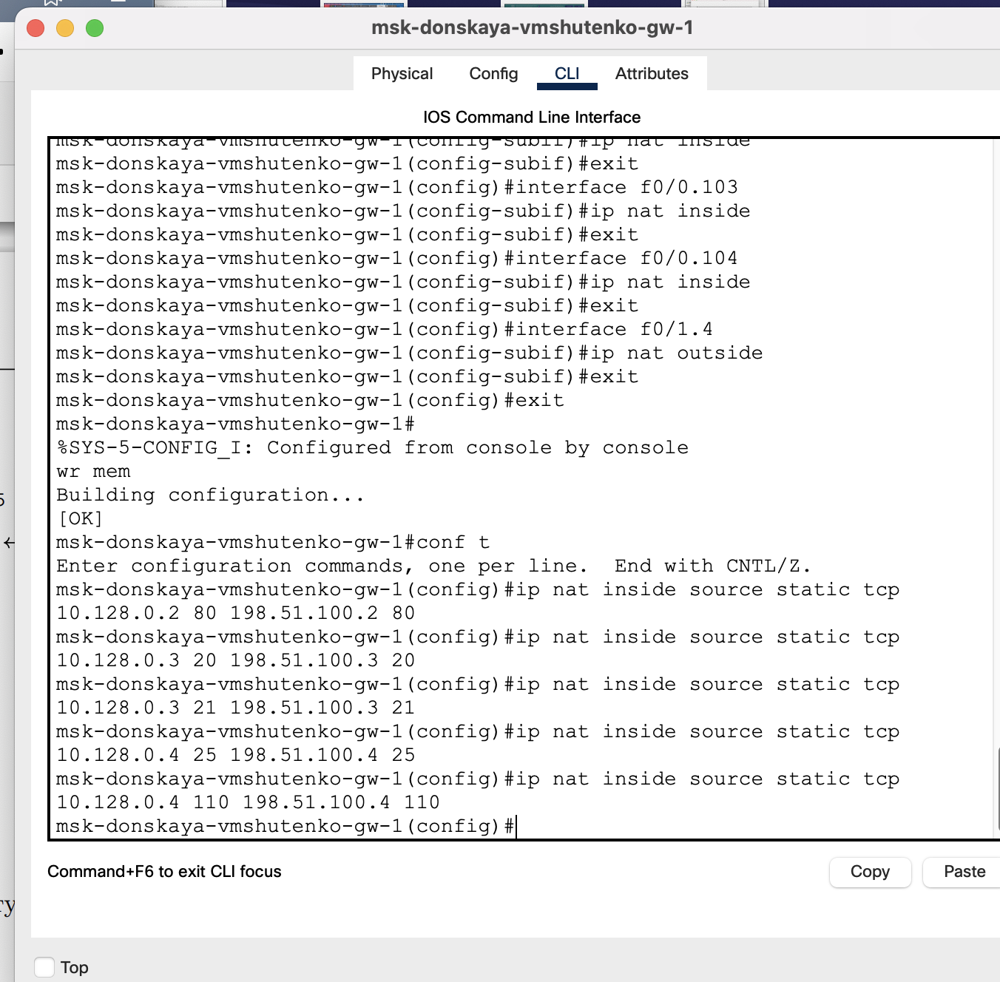 msk-donskaya-vmshutenko-gw-1
Physical Config CLI Attributes
IOS Command Line Interface
msk-donskaya-vmshutenko-gw-1(config-subif)#ip nat inside
msk-donskaya-vmshutenko-gw-1(config-subif)#exit
msk-donskaya-vmshutenko-gw-1(config)#interface f0/0.103
msk-donskaya-vmshutenko-gw-1(config-subif)#ip nat inside
msk-donskaya-vmshutenko-gw-1(config-subif)#exit
msk-donskaya-vmshutenko-gw-1(config)#interface f0/0.104
msk-donskaya-vmshutenko-gw-1(config-subif)#ip nat inside
msk-donskaya-vmshutenko-gw-1(config-subif)#exit
msk-donskaya-vmshutenko-gw-1(config)#interface f0/1.4
msk-donskaya-vmshutenko-gw-1(config-subif)#ip nat outside
msk-donskaya-vmshutenko-gw-1(config-subif)#exit
msk-donskaya-vmshutenko-gw-1(config)#exit
msk-donskaya-vmshutenko-gw-1#
%SYS-5-CONFIG_I: Configured from console by console
wr mem
Building configuration...
[OK]
msk-donskaya-vmshutenko-gw-1#conf t
Enter configuration commands, one per line.  End with CNTL/Z.
msk-donskaya-vmshutenko-gw-1(config)#ip nat inside source static tcp
10.128.0.2 80 198.51.100.2 80
msk-donskaya-vmshutenko-gw-1(config)#ip nat inside source static tcp
10.128.0.3 20 198.51.100.3 20
msk-donskaya-vmshutenko-gw-1(config)#ip nat inside source static tcp
10.128.0.3 21 198.51.100.3 21
msk-donskaya-vmshutenko-gw-1(config)#ip nat inside source static tcp
10.128.0.4 25 198.51.100.4 25
msk-donskaya-vmshutenko-gw-1(config)#ip nat inside source static tcp
10.128.0.4 110 198.51.100.4 110
msk-donskaya-vmshutenko-gw-1(config)#
Command+F6 to exit CLI focus
Copy Paste
Top